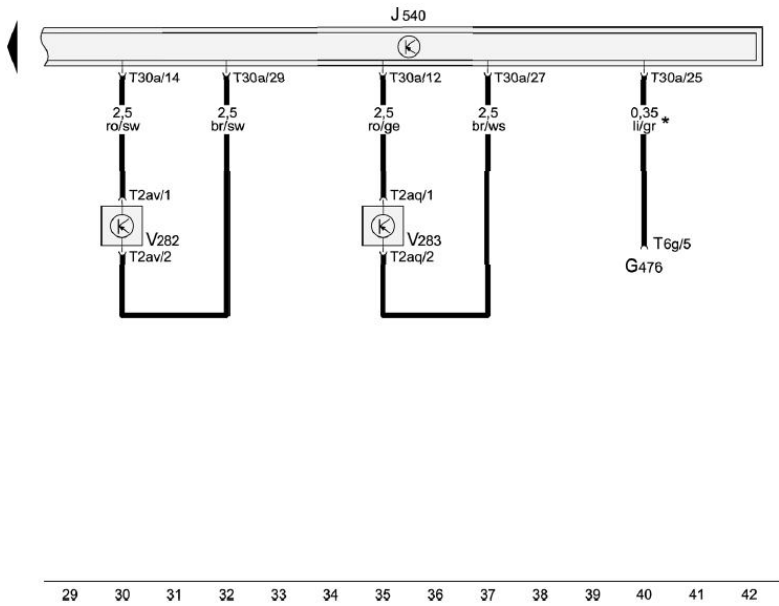 J 540
T30a/14 T30a/29 T30a/12 T30a/27 T30a/25
2,5 2,5 2,5 2,5 0,35
ro/sw br/sw ro/ge br/ws li/gr *
T2av/1 T2aq/1
V282 V283
T2av/2 T2aq/2
T6g/5
G476
29 30 31 32 33 34 35 36 37 38 39 40 41 42